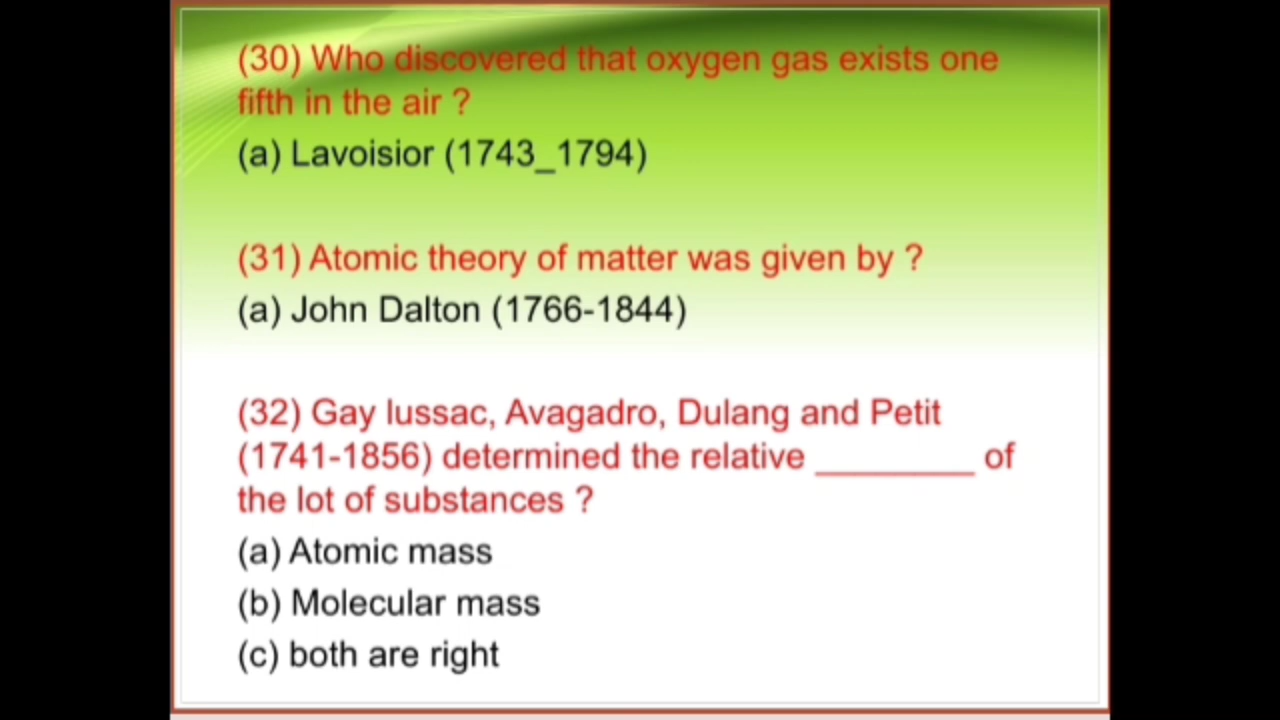 (30) Who discovered that oxygen gas exists one
fifth in the air ?
(a) Lavoisior (1743_1794)
(31) Atomic theory of matter was given by ?
(a) John Dalton (1766-1844)
(32) Gay lussac, Avagadro, Dulang and Petit
(1741-1856) determined the relative ________ of
the lot of substances ?
(a) Atomic mass
(b) Molecular mass
(c) both are right